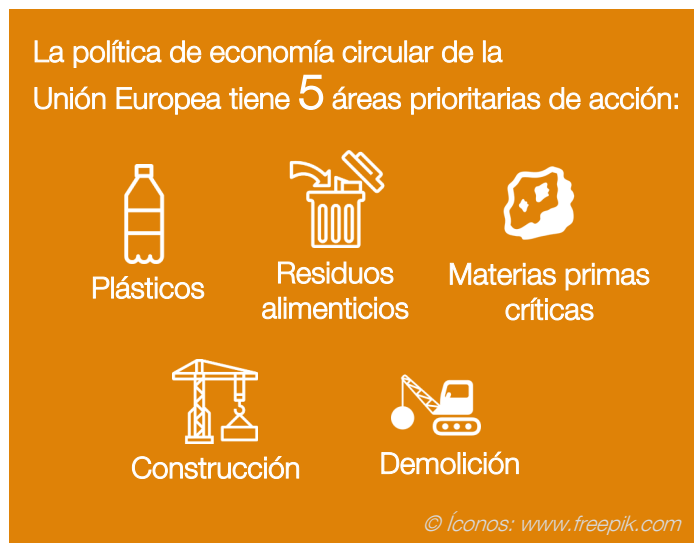 La política de economía circular de la
Unión Europea tiene 5 áreas prioritarias de acción:
Plásticos
Residuos
alimenticios
Materias primas
críticas
Construcción
Demolición
© Íconos: www.freepik.com